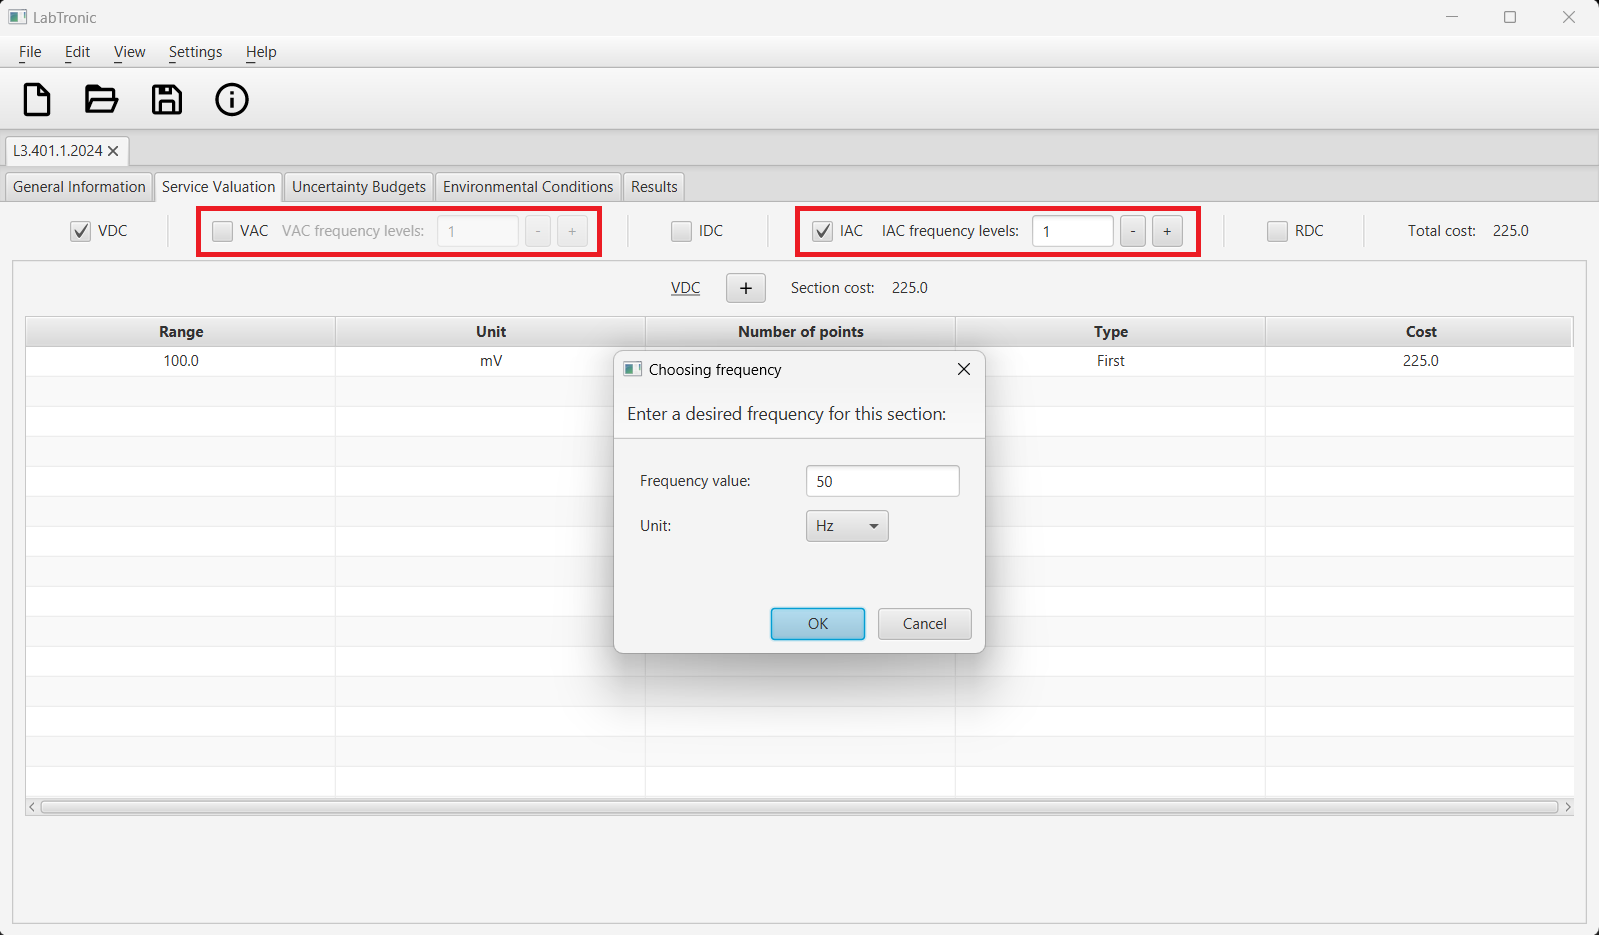 LabTronic
File Edit View Settings Help
L3.401.1.2024
General Information Service Valuation Uncertainty Budgets Environmental Conditions Results
VDC VAC VAC frequency levels: 1 - + IDC IAC IAC frequency levels: 1 - + RDC Total cost: 225.0
VDC + Section cost: 225.0
Range Unit Number of points Type Cost
100.0 mV First 225.0
Choosing frequency
Enter a desired frequency for this section:
Frequency value: 50
Unit: Hz
OK Cancel